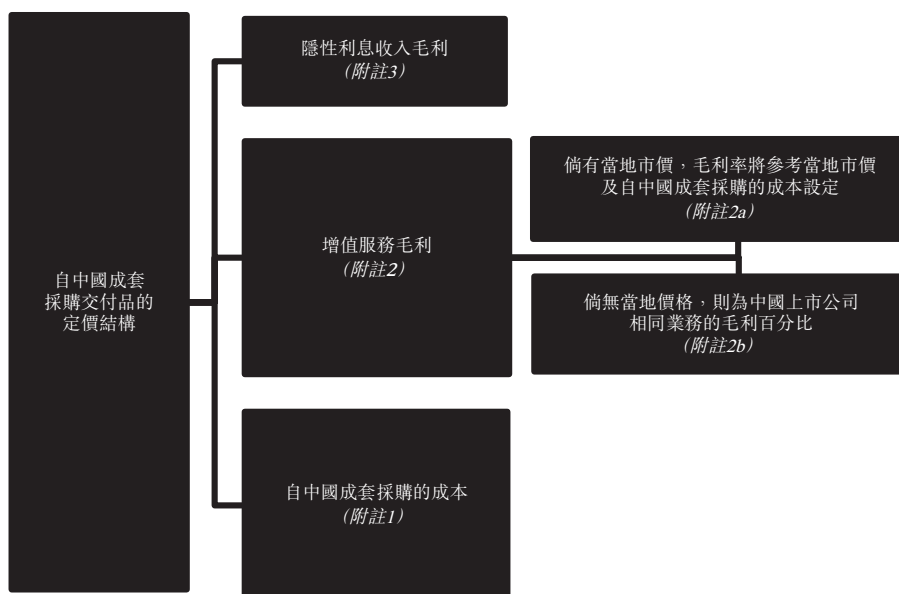 自中國成套
採購交付品的
定價結構
隱性利息收入毛利
(附註3)
增值服務毛利
(附註2)
自中國成套採購的成本
(附註1)
倘有當地市價，毛利率將參考當地市價
及自中國成套採購的成本設定
(附註2a)
倘無當地價格，則為中國上市公司
相同業務的毛利百分比
(附註2b)